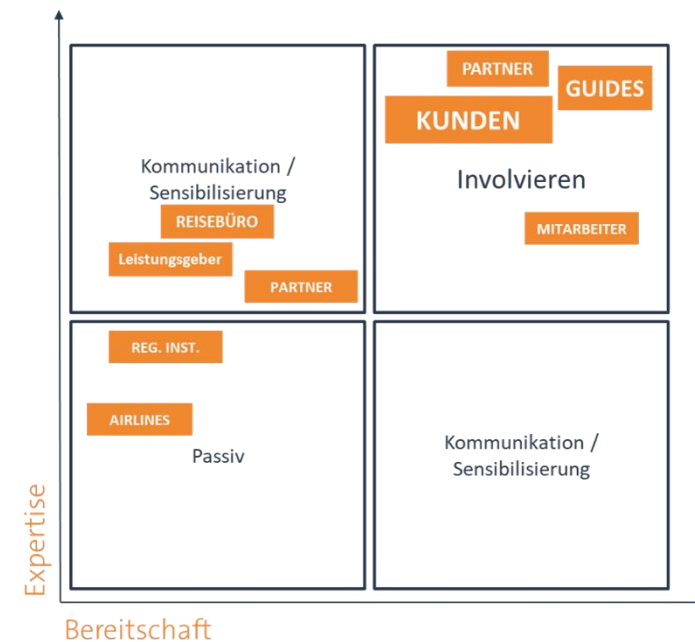 PARTNER
GUIDES
KUNDEN
Kommunikation /
Sensibilisierung
Involvieren
REISEBÜRO
MITARBEITER
Leistungsgeber
PARTNER
REG. INST.
AIRLINES
Passiv
Kommunikation /
Sensibilisierung
Expertise
Bereitschaft